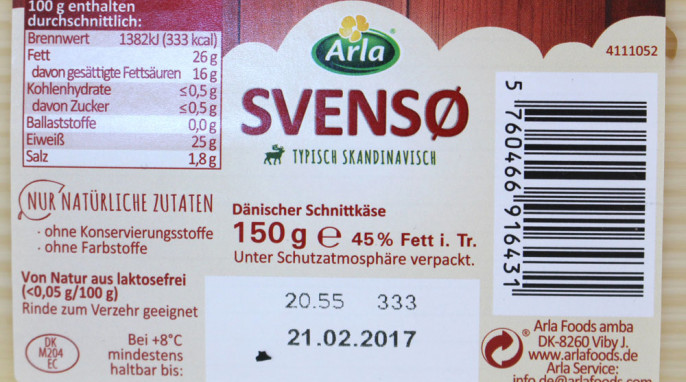 100 g enthalten
durchschnittlich:
Brennwert 1382kJ (333 kcal)
Fett 26 g
davon gesättigte Fettsäuren 16 g
Kohlenhydrate ≤0,5 g
davon Zucker ≤0,5 g
Ballaststoffe 0,0 g
Eiweiß 25 g
Salz 1,8 g
NUR NATÜRLICHE ZUTATEN
· ohne Konservierungsstoffe
· ohne Farbstoffe
Von Natur aus laktosefrei
(<0,05 g/100 g)
Rinde zum Verzehr geeignet
DK
M204
EC
Bei +8°C
mindestens
haltbar bis:
Arla
SVENSØ
TYPISCH SKANDINAVISCH
Dänischer Schnittkäse
150 g e 45% Fett i. Tr.
Unter Schutzatmosphäre verpackt.
20.55 333
21.02.2017
4111052
5 760466 916431
Arla Foods amba
DK-8260 Viby J.
www.arlafoods.de
Arla Service:
info.de@arlafoods.com